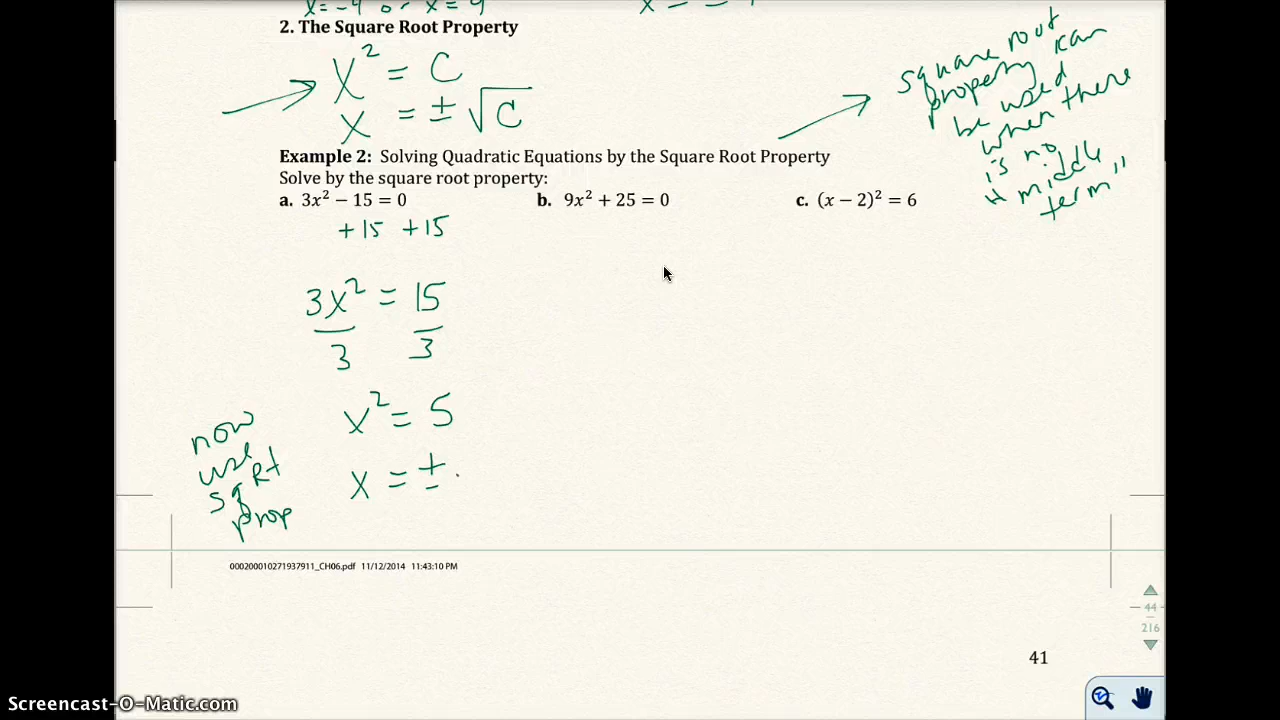 x = -4 or x = 4
2. The Square Root Property
x² = C
x = ± √C
square root
property can
be used
when there
is no
"middle
term"
Example 2: Solving Quadratic Equations by the Square Root Property
Solve by the square root property:
a. 3x² − 15 = 0
b. 9x² + 25 = 0
c. (x − 2)² = 6
+15 +15
3x² = 15
3 3
x² = 5
now
use
sq Rt
prop
x = ±
000200010271937911_CH06.pdf 11/12/2014 11:43:10 PM
44
216
41
Screencast-O-Matic.com